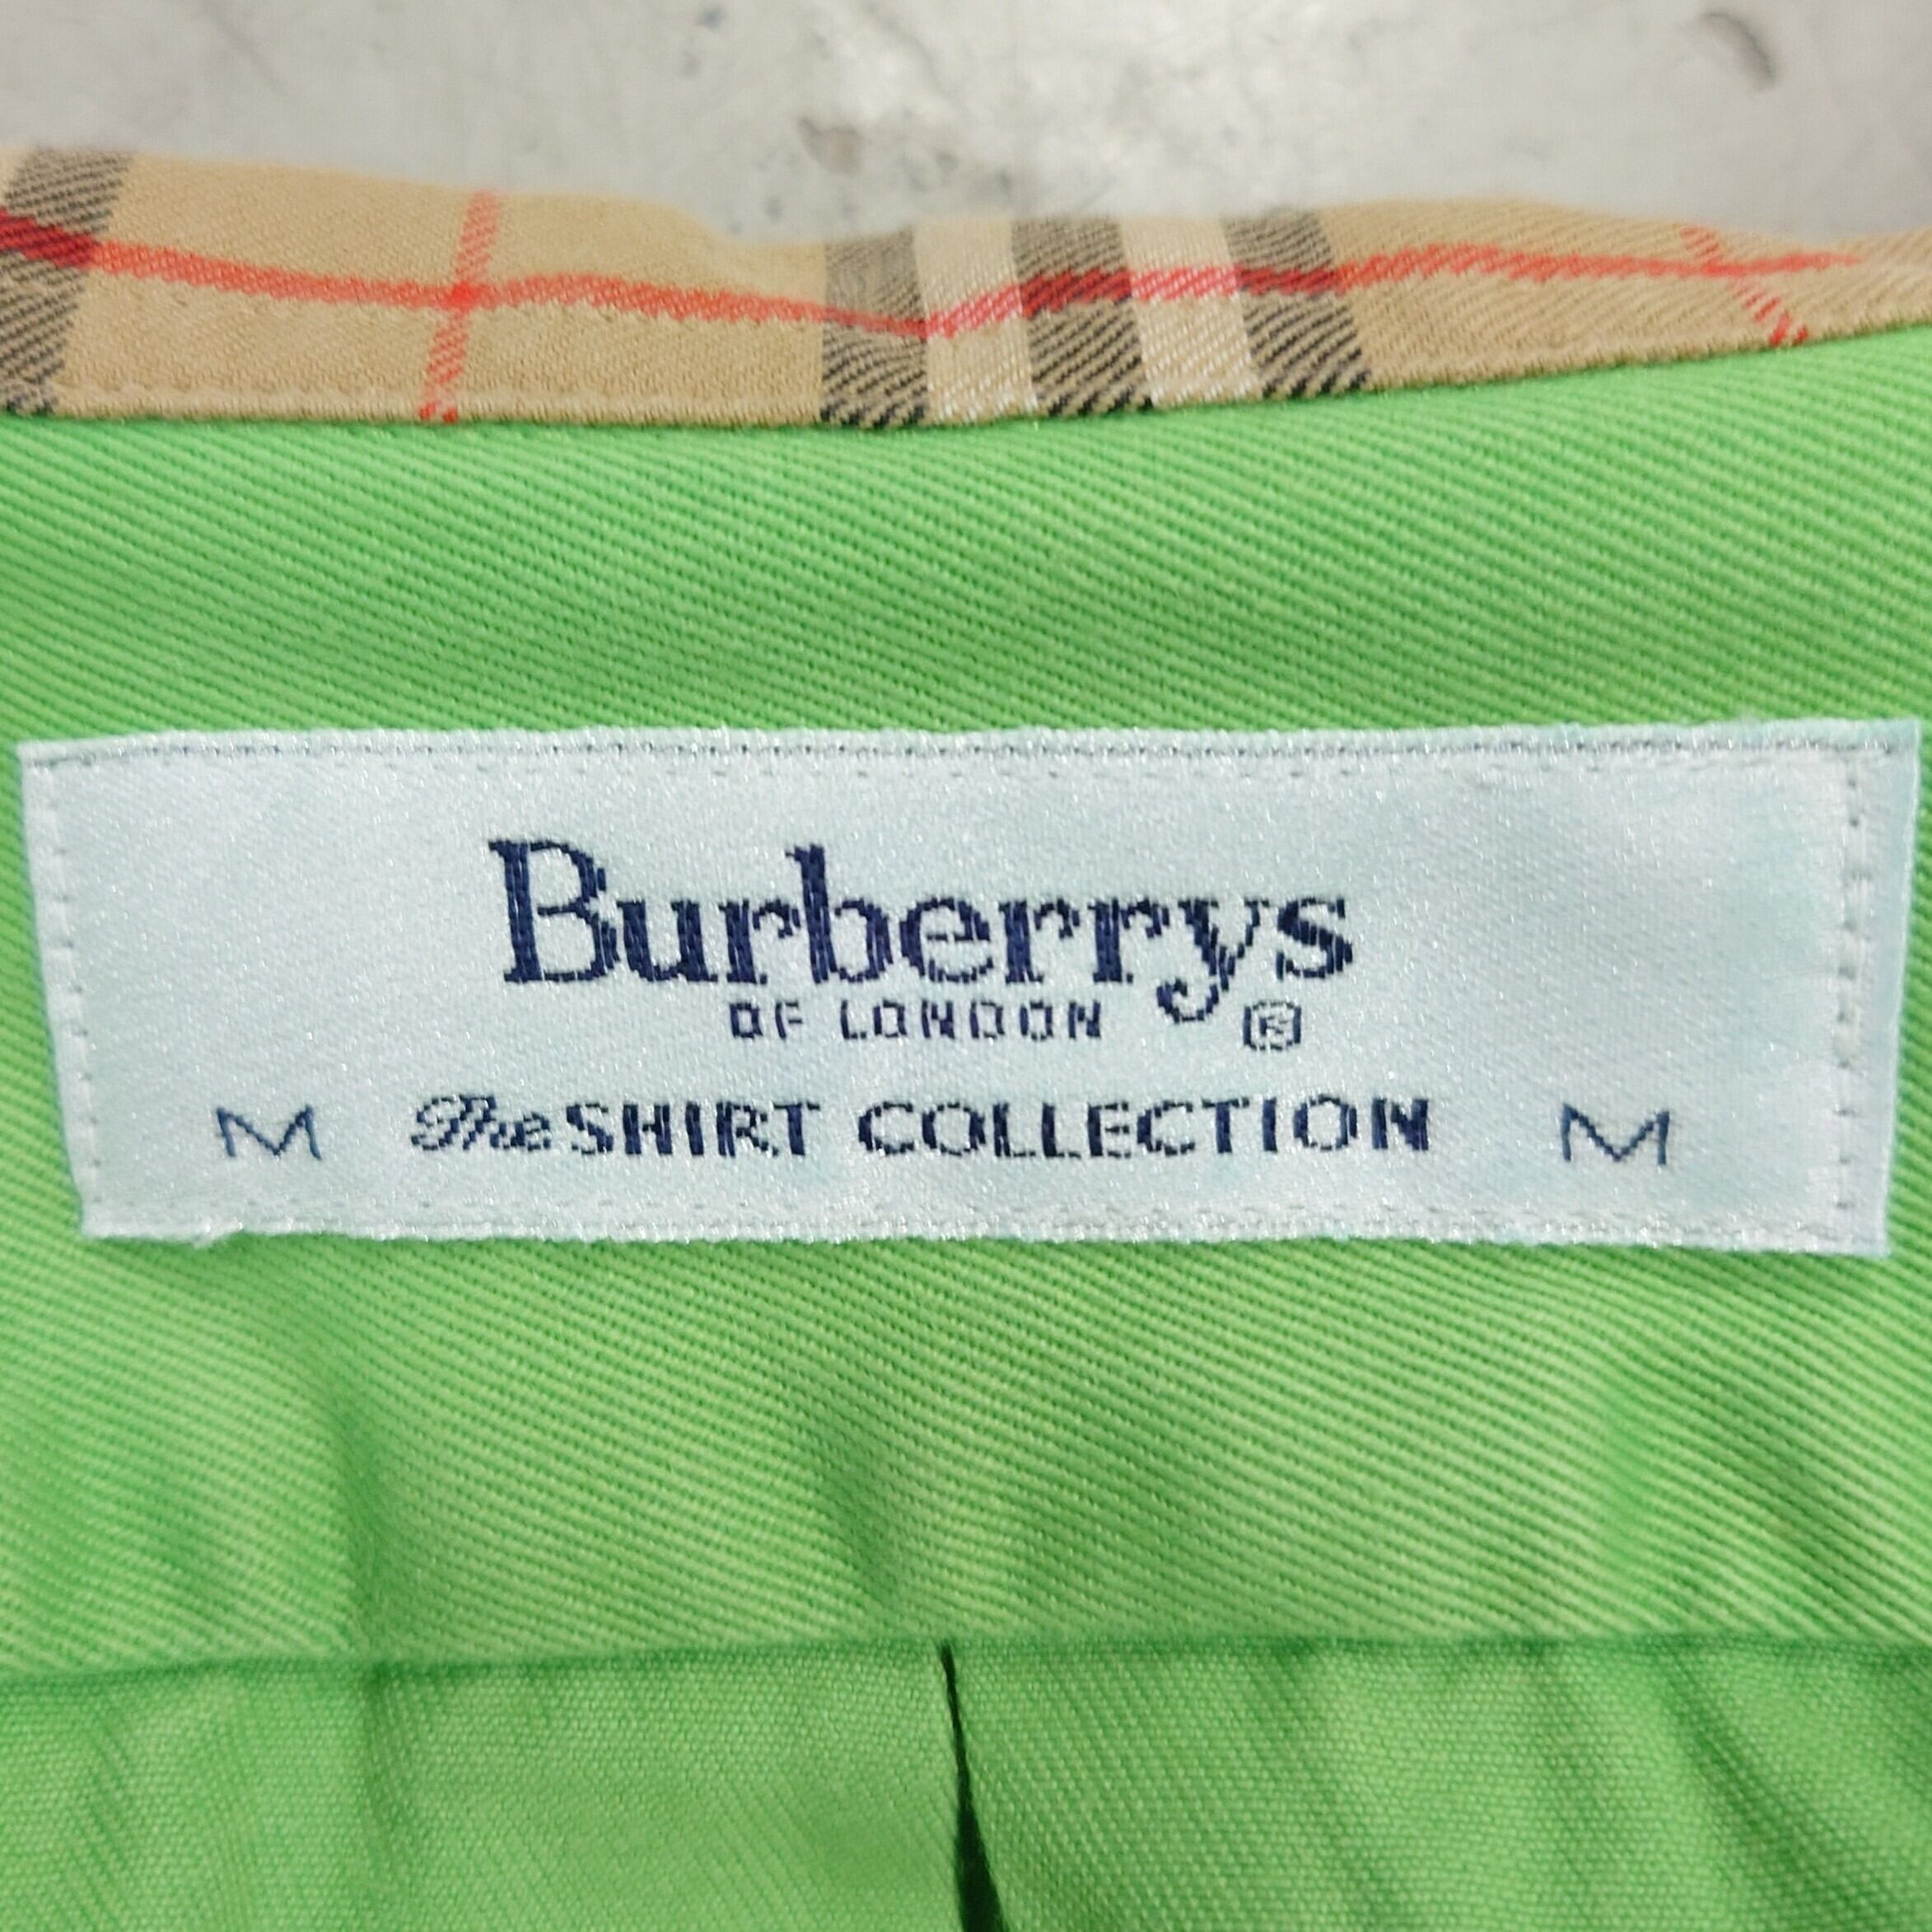 Burberrys
OF LONDON ®
M The SHIRT COLLECTION M